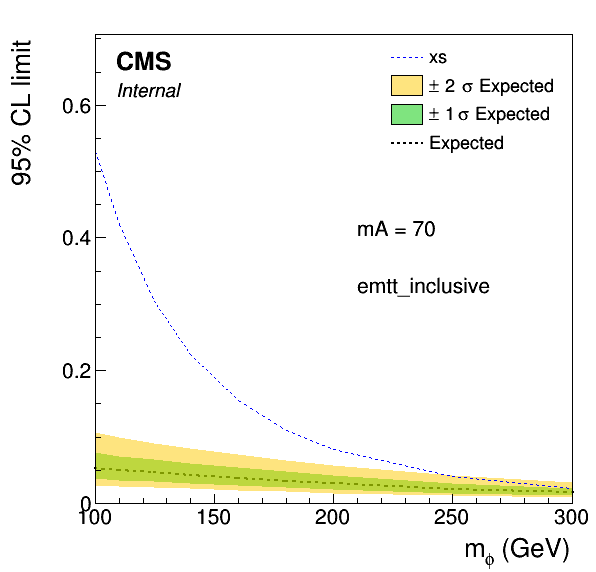 CMS
Internal
xs
± 2 σ Expected
± 1 σ Expected
Expected
mA = 70
emtt_inclusive
95% CL limit
0.6
0.4
0.2
0
100 150 200 250 300
mϕ (GeV)